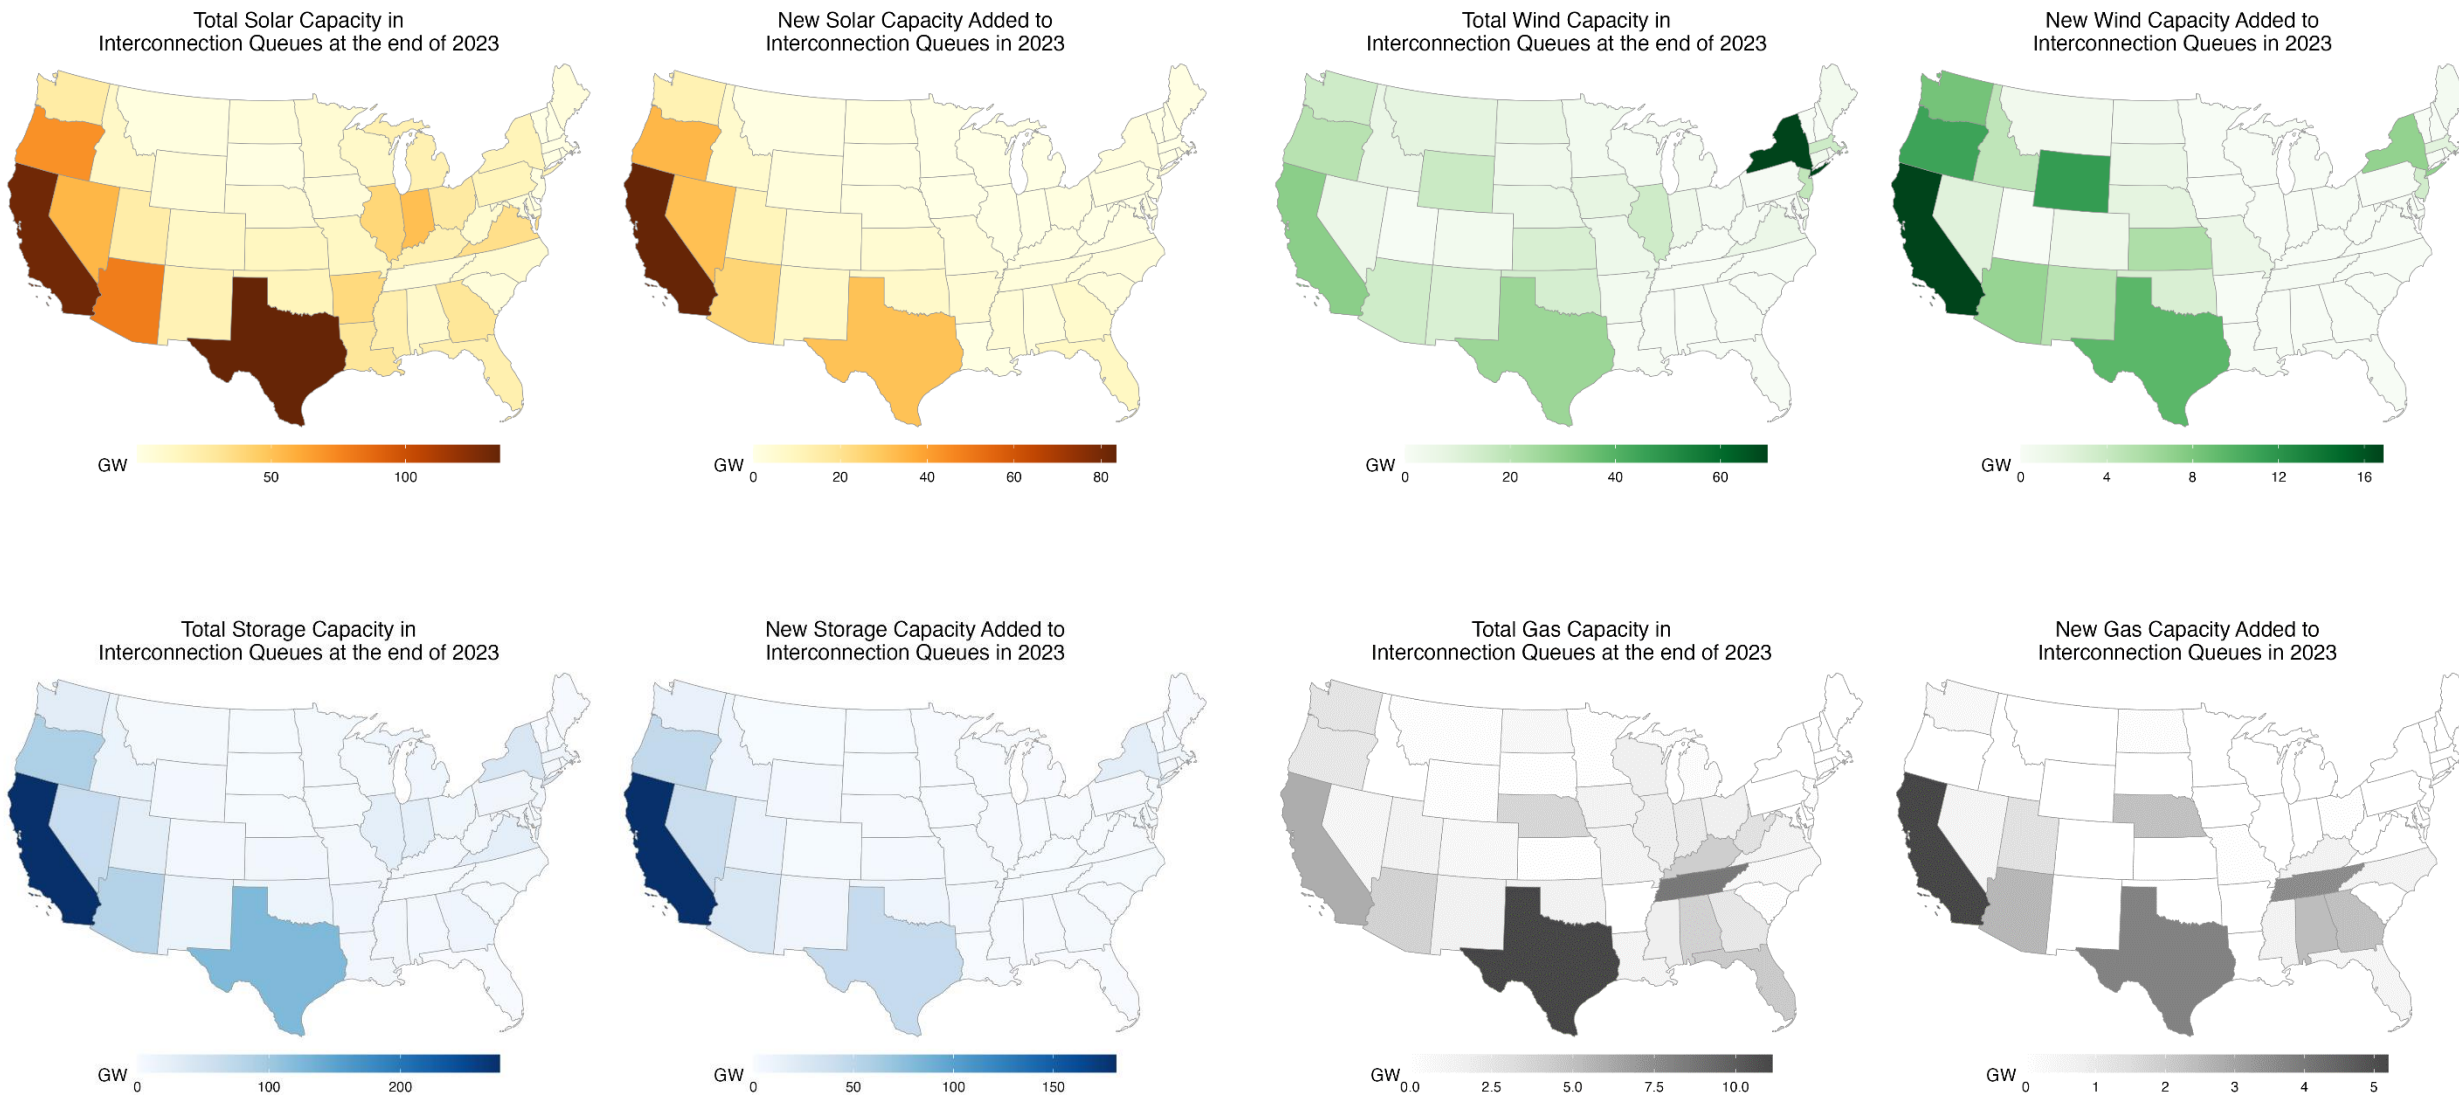 Total Solar Capacity in
Interconnection Queues at the end of 2023
New Solar Capacity Added to
Interconnection Queues in 2023
Total Wind Capacity in
Interconnection Queues at the end of 2023
New Wind Capacity Added to
Interconnection Queues in 2023
GW
50 100
GW
0 20 40 60 80
GW
0 20 40 60
GW
0 4 8 12 16
Total Storage Capacity in
Interconnection Queues at the end of 2023
New Storage Capacity Added to
Interconnection Queues in 2023
Total Gas Capacity in
Interconnection Queues at the end of 2023
New Gas Capacity Added to
Interconnection Queues in 2023
GW
0 100 200
GW
0 50 100 150
GW
0.0 2.5 5.0 7.5 10.0
GW
0 1 2 3 4 5